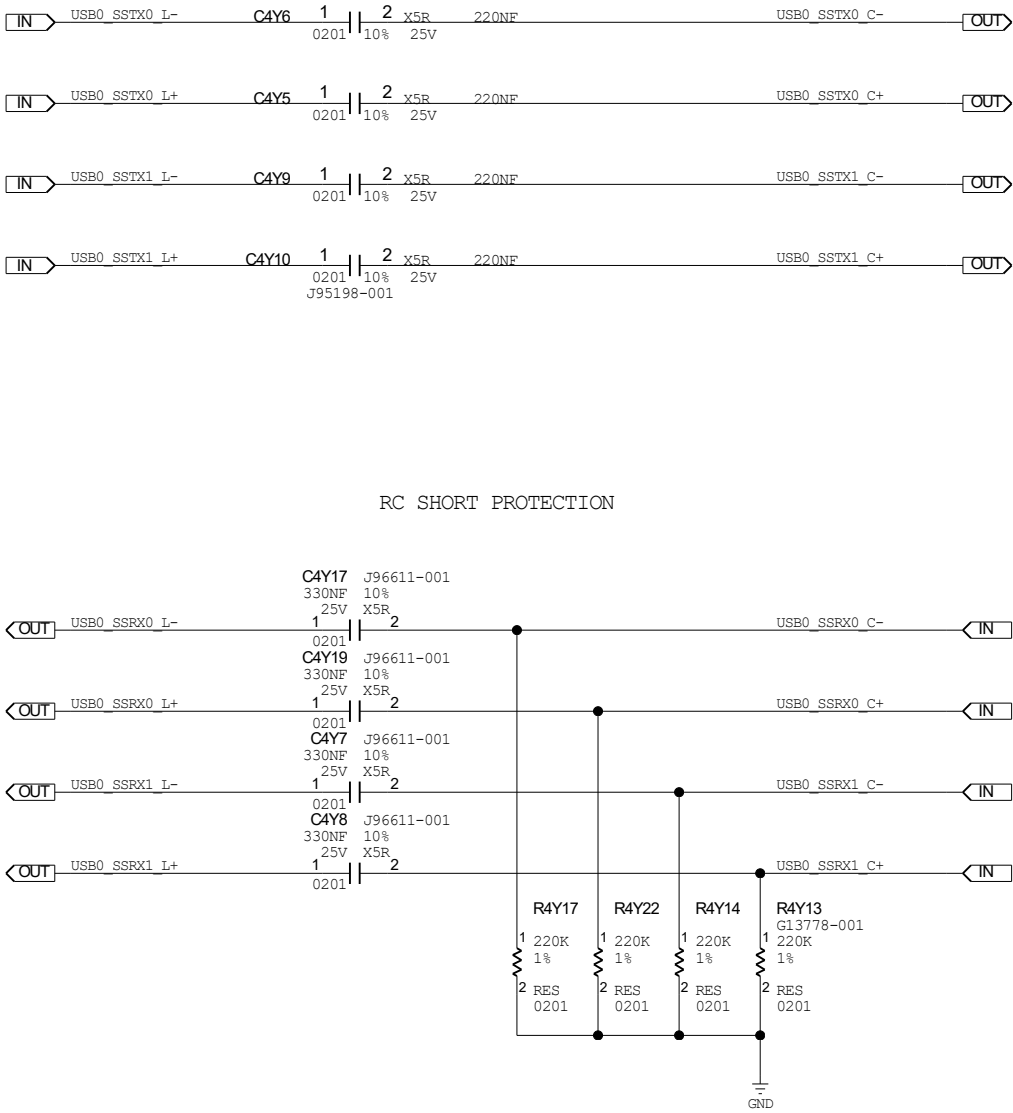 IN USB0_SSTX0_L- C4Y6 1 2 X5R 220NF USB0_SSTX0_C- OUT
0201 10% 25V
IN USB0_SSTX0_L+ C4Y5 1 2 X5R 220NF USB0_SSTX0_C+ OUT
0201 10% 25V
IN USB0_SSTX1_L- C4Y9 1 2 X5R 220NF USB0_SSTX1_C- OUT
0201 10% 25V
IN USB0_SSTX1_L+ C4Y10 1 2 X5R 220NF USB0_SSTX1_C+ OUT
0201 10% 25V
J95198-001
RC SHORT PROTECTION
C4Y17 J96611-001
330NF 10%
25V X5R
OUT USB0_SSRX0_L- 1 2 USB0_SSRX0_C- IN
0201
C4Y19 J96611-001
330NF 10%
25V X5R
OUT USB0_SSRX0_L+ 1 2 USB0_SSRX0_C+ IN
0201
C4Y7 J96611-001
330NF 10%
25V X5R
OUT USB0_SSRX1_L- 1 2 USB0_SSRX1_C- IN
0201
C4Y8 J96611-001
330NF 10%
25V X5R
OUT USB0_SSRX1_L+ 1 2 USB0_SSRX1_C+ IN
0201
R4Y17 R4Y22 R4Y14 R4Y13
G13778-001
1 220K 1 220K 1 220K 1 220K
1% 1% 1% 1%
2 RES 2 RES 2 RES 2 RES
0201 0201 0201 0201
GND